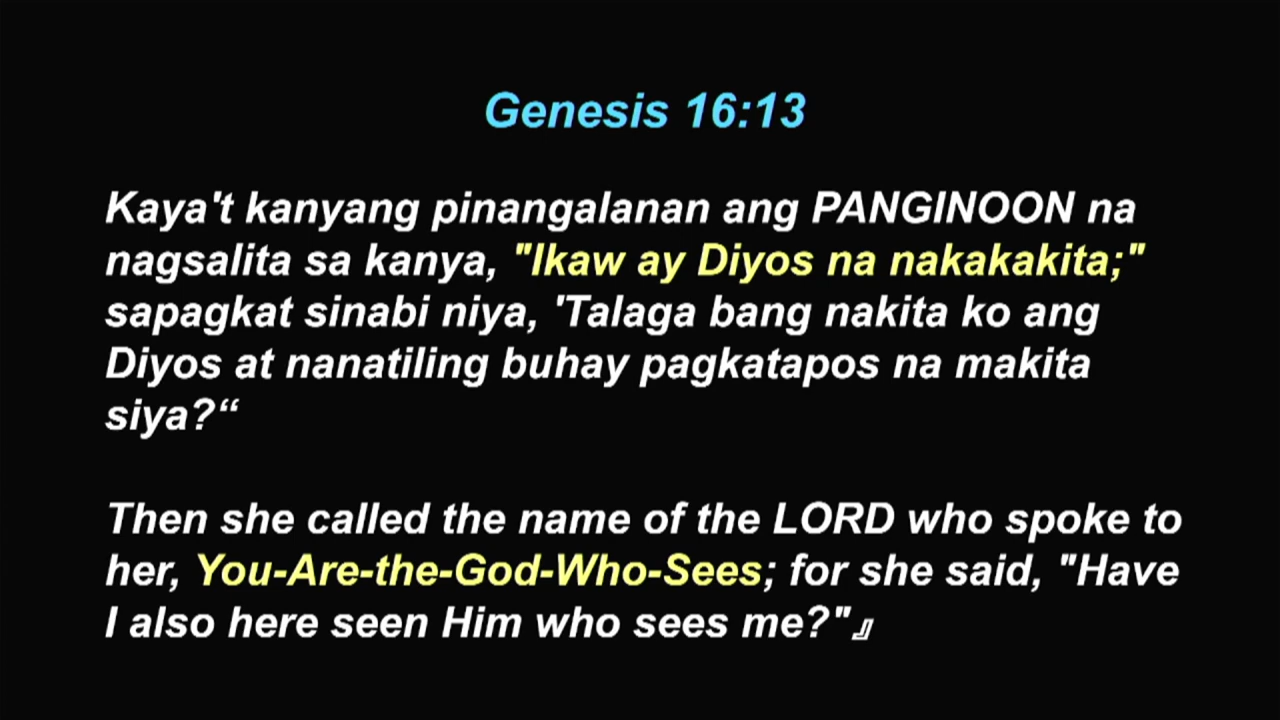 Genesis 16:13
Kaya't kanyang pinangalanan ang PANGINOON na
nagsalita sa kanya, "Ikaw ay Diyos na nakakakita;"
sapagkat sinabi niya, 'Talaga bang nakita ko ang
Diyos at nanatiling buhay pagkatapos na makita
siya?“
Then she called the name of the LORD who spoke to
her, You-Are-the-God-Who-Sees; for she said, "Have
I also here seen Him who sees me?"』